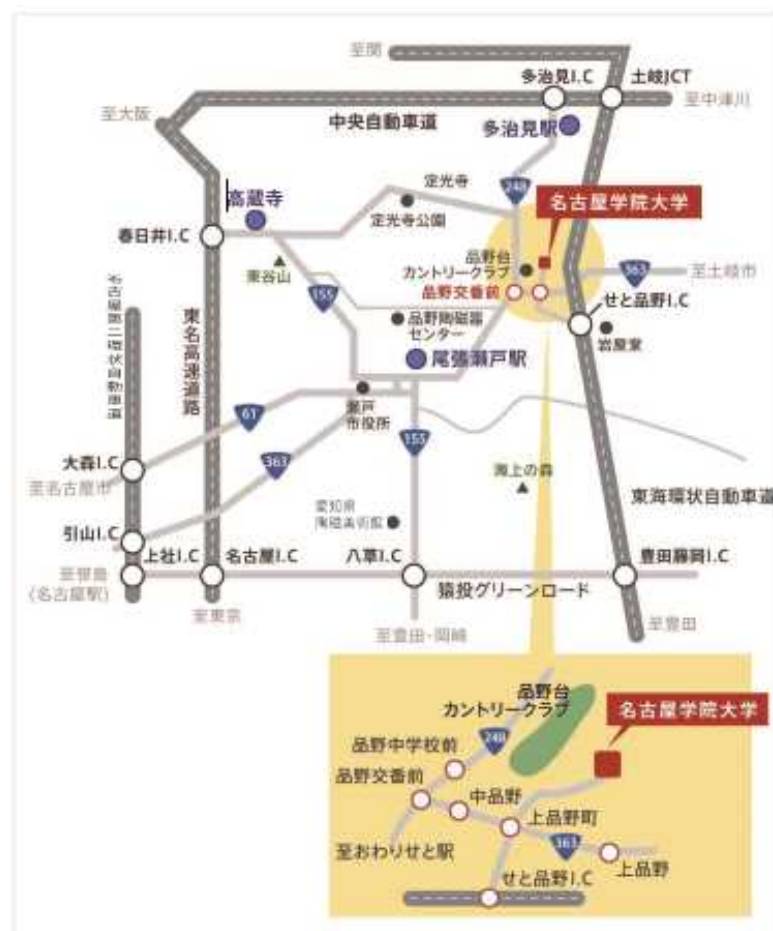 至関
多治見I.C
土岐JCT
至大阪
中央自動車道
至中津川
多治見駅
高蔵寺
定光寺
248
名古屋学院大学
定光寺公園
春日井I.C
東谷山
品野台
カントリークラブ
363
至土岐市
155
品野交番前
せと品野I.C
品野陶磁器
センター
岩屋堂
東名高速道路
尾張瀬戸駅
61
瀬戸
市役所
155
大森I.C
363
海上の森
至名古屋市
東海環状自動車道
愛知県
陶磁美術館
引山I.C
上社I.C
名古屋I.C
八草I.C
豊田藤岡I.C
至笹島
(名古屋駅)
猿投グリーンロード
至東京
至豊田・岡崎
至豊田
品野台
カントリークラブ
名古屋学院大学
248
品野中学校前
品野交番前
中品野
上品野町
至おわりせと駅
363
上品野
せと品野I.C